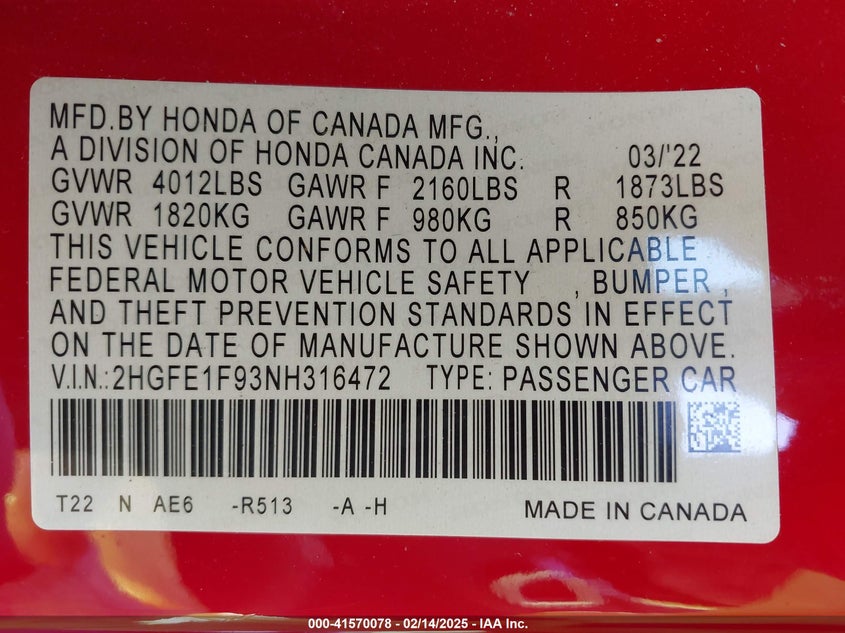 MFD.BY HONDA OF CANADA MFG.,
A DIVISION OF HONDA CANADA INC. 03/'22
GVWR 4012LBS GAWR F 2160LBS R 1873LBS
GVWR 1820KG GAWR F 980KG R 850KG
THIS VEHICLE CONFORMS TO ALL APPLICABLE
FEDERAL MOTOR VEHICLE SAFETY , BUMPER ,
AND THEFT PREVENTION STANDARDS IN EFFECT
ON THE DATE OF MANUFACTURE SHOWN ABOVE.
V.I.N.:2HGFE1F93NH316472 TYPE: PASSENGER CAR
T22 N AE6 -R513 -A -H MADE IN CANADA
000-41570078 - 02/14/2025 - IAA Inc.